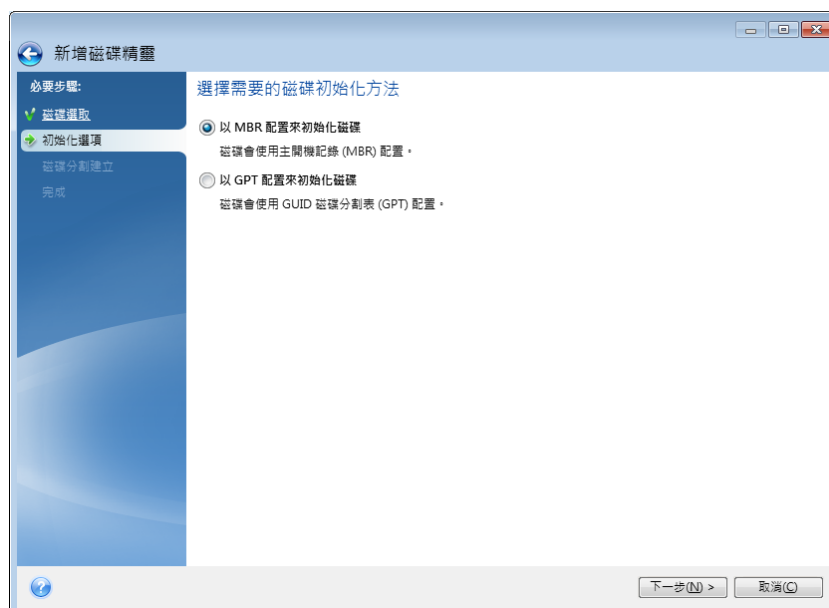 新增磁碟精靈
必要步驟:
磁碟選取
初始化選項
磁碟分割建立
完成
選擇需要的磁碟初始化方法
以 MBR 配置來初始化磁碟
磁碟會使用主開機記錄 (MBR) 配置。
以 GPT 配置來初始化磁碟
磁碟會使用 GUID 磁碟分割表 (GPT) 配置。
下一步(N) >
取消(C)